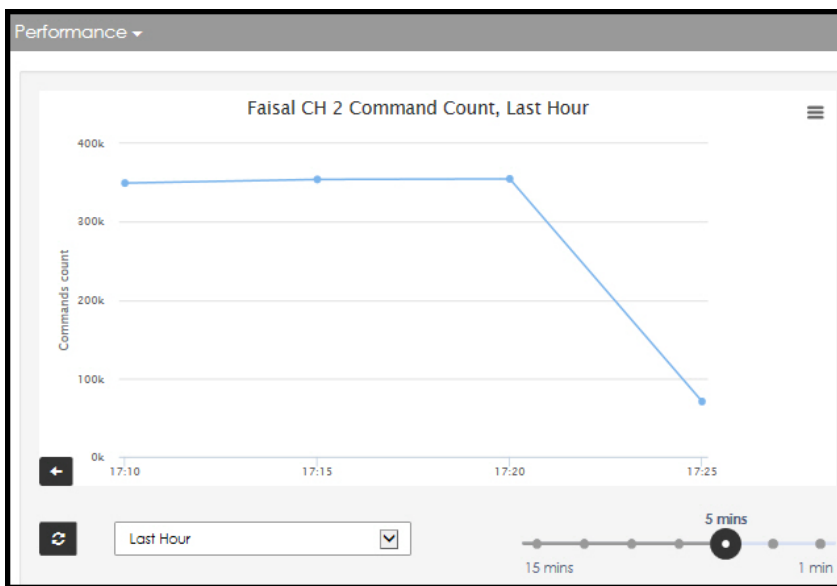 Performance
Faisal CH 2 Command Count, Last Hour
400k
300k
200k
100k
0k
Commands count
17:10
17:15
17:20
17:25
Last Hour
5 mins
15 mins
1 min